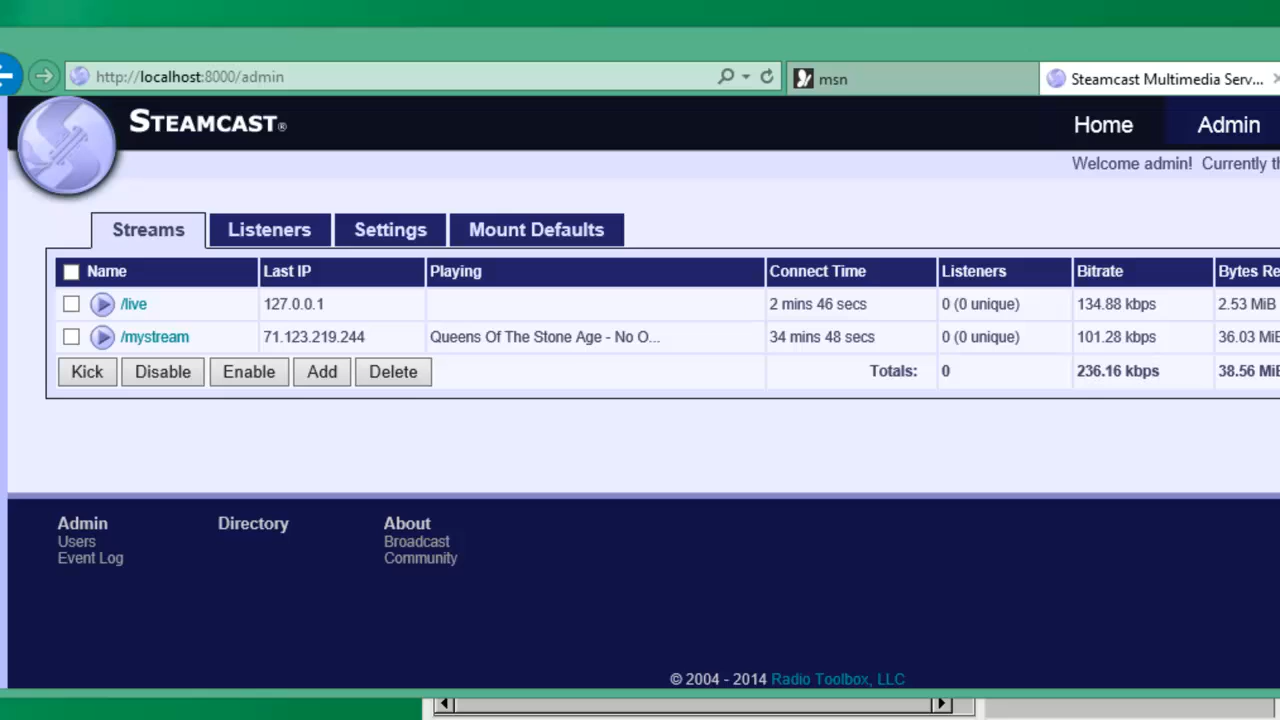 http://localhost:8000/admin
msn
Steamcast Multimedia Serv...
STEAMCAST®
Home
Admin
Welcome admin! Currently th
Streams
Listeners
Settings
Mount Defaults
Name Last IP Playing Connect Time Listeners Bitrate Bytes Re
/live 127.0.0.1 2 mins 46 secs 0 (0 unique) 134.88 kbps 2.53 MiB
/mystream 71.123.219.244 Queens Of The Stone Age - No O... 34 mins 48 secs 0 (0 unique) 101.28 kbps 36.03 MiB
Kick Disable Enable Add Delete Totals: 0 236.16 kbps 38.56 MiB
Admin Directory About
Users Broadcast
Event Log Community
© 2004 - 2014 Radio Toolbox, LLC